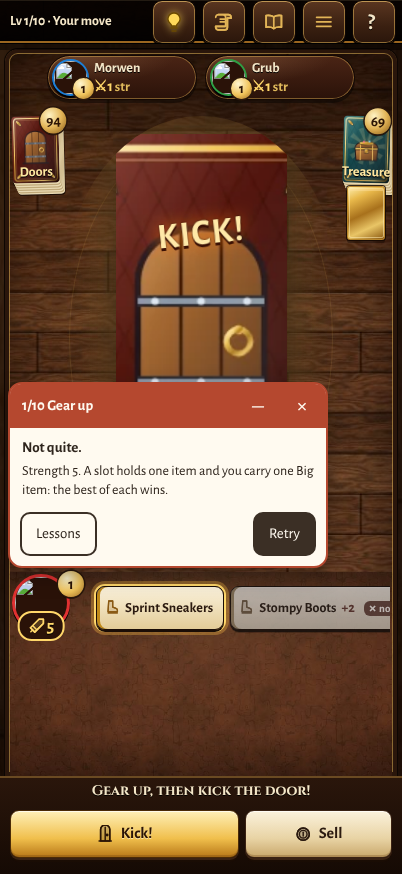 Lv 1/10 · Your move
?
Morwen
1
1 str
Grub
1
1 str
94
Doors
69
Treasure
KICK!
1/10 Gear up
Not quite.
Strength 5. A slot holds one item and you carry one Big
item: the best of each wins.
Lessons
Retry
1
5
Sprint Sneakers
Stompy Boots +2
Gear up, then kick the door!
Kick!
Sell